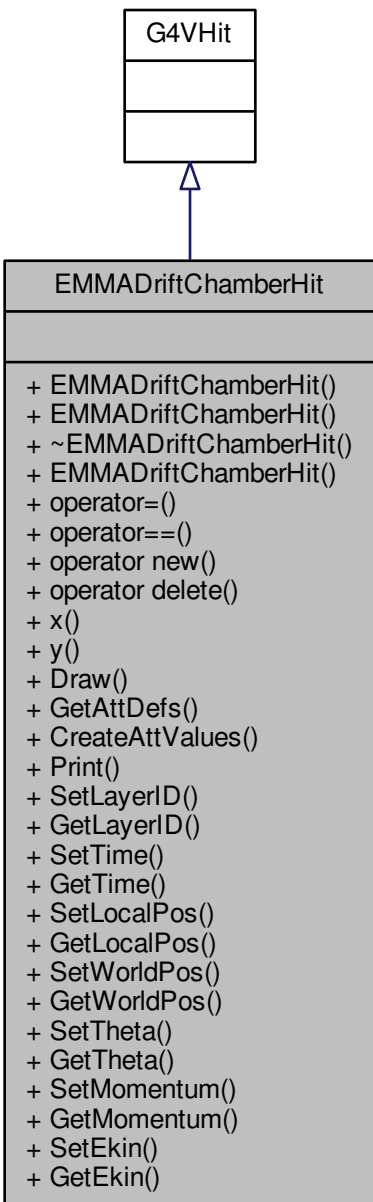 G4VHit
EMMADriftChamberHit
+ EMMADriftChamberHit()
+ EMMADriftChamberHit()
+ ~EMMADriftChamberHit()
+ EMMADriftChamberHit()
+ operator=()
+ operator==()
+ operator new()
+ operator delete()
+ x()
+ y()
+ Draw()
+ GetAttDefs()
+ CreateAttValues()
+ Print()
+ SetLayerID()
+ GetLayerID()
+ SetTime()
+ GetTime()
+ SetLocalPos()
+ GetLocalPos()
+ SetWorldPos()
+ GetWorldPos()
+ SetTheta()
+ GetTheta()
+ SetMomentum()
+ GetMomentum()
+ SetEkin()
+ GetEkin()